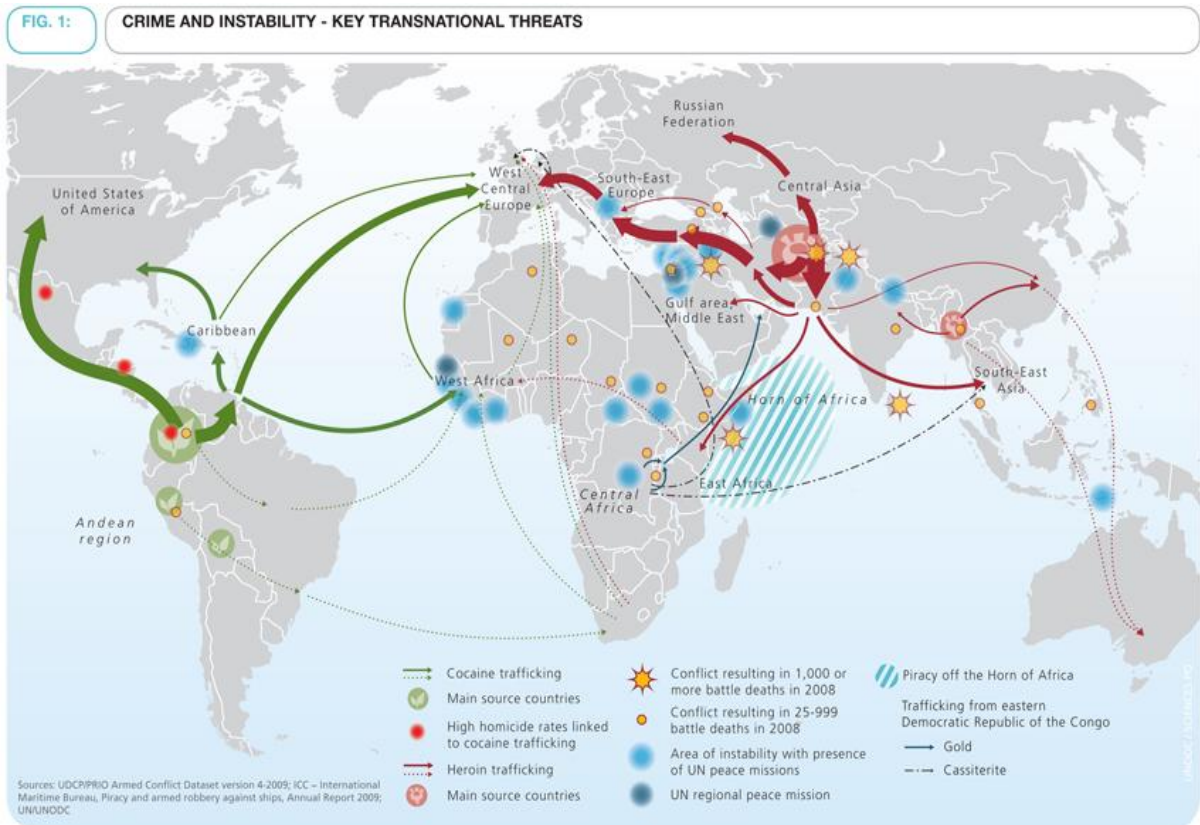 FIG. 1:
CRIME AND INSTABILITY - KEY TRANSNATIONAL THREATS
Russian
Federation
United States
of America
West
Central
Europe
South-East
Europe
Central Asia
Caribbean
Gulf area,
Middle East
West Africa
South-East
Asia
Horn of Africa
East Africa
Central
Africa
Andean
region
Cocaine trafficking
Main source countries
High homicide rates linked
to cocaine trafficking
Heroin trafficking
Main source countries
Conflict resulting in 1,000 or
more battle deaths in 2008
Conflict resulting in 25-999
battle deaths in 2008
Area of instability with presence
of UN peace missions
UN regional peace mission
Piracy off the Horn of Africa
Trafficking from eastern
Democratic Republic of the Congo
Gold
Cassiterite
Sources: UDCP/PRIO Armed Conflict Dataset version 4-2009; ICC – International
Maritime Bureau, Piracy and armed robbery against ships, Annual Report 2009;
UN/UNODC